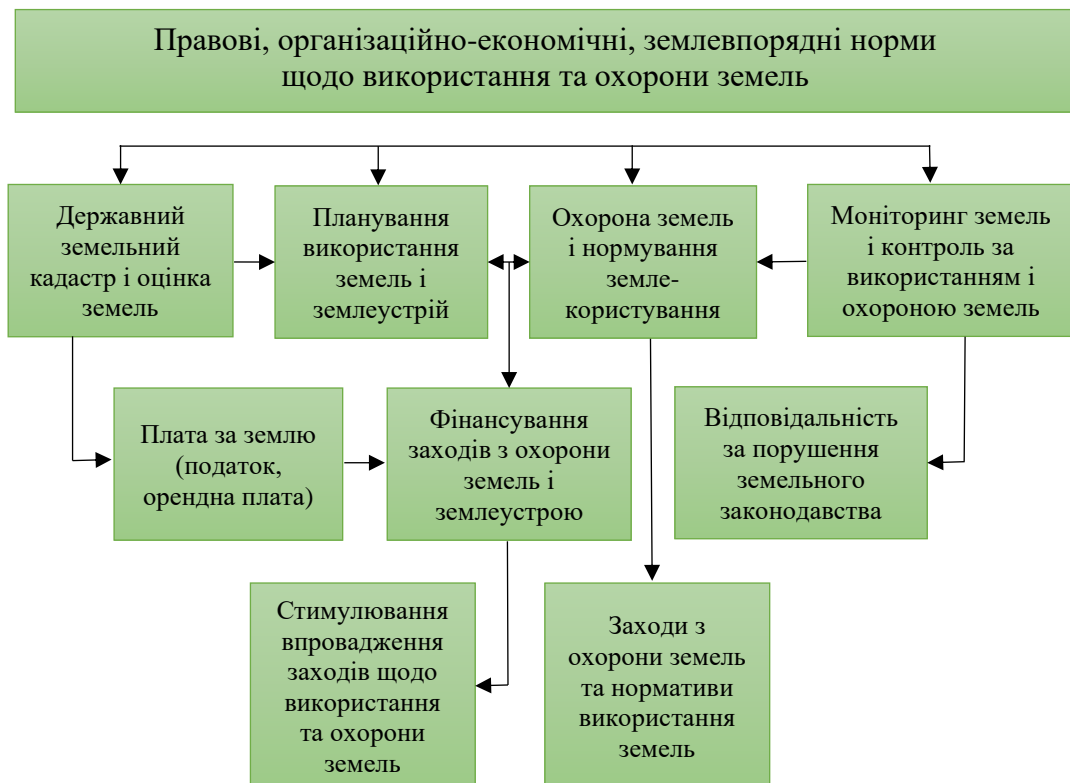 Правові, організаційно-економічні, землевпорядні норми
щодо використання та охорони земель
Державний
земельний
кадастр і оцінка
земель
Планування
використання
земель і
землеустрій
Охорона земель
і нормування
земле-
користування
Моніторинг земель
і контроль за
використанням і
охороною земель
Плата за землю
(податок,
орендна плата)
Фінансування
заходів з охорони
земель і
землеустрою
Відповідальність
за порушення
земельного
законодавства
Стимулювання
впровадження
заходів щодо
використання
та охорони
земель
Заходи з
охорони земель
та нормативи
використання
земель